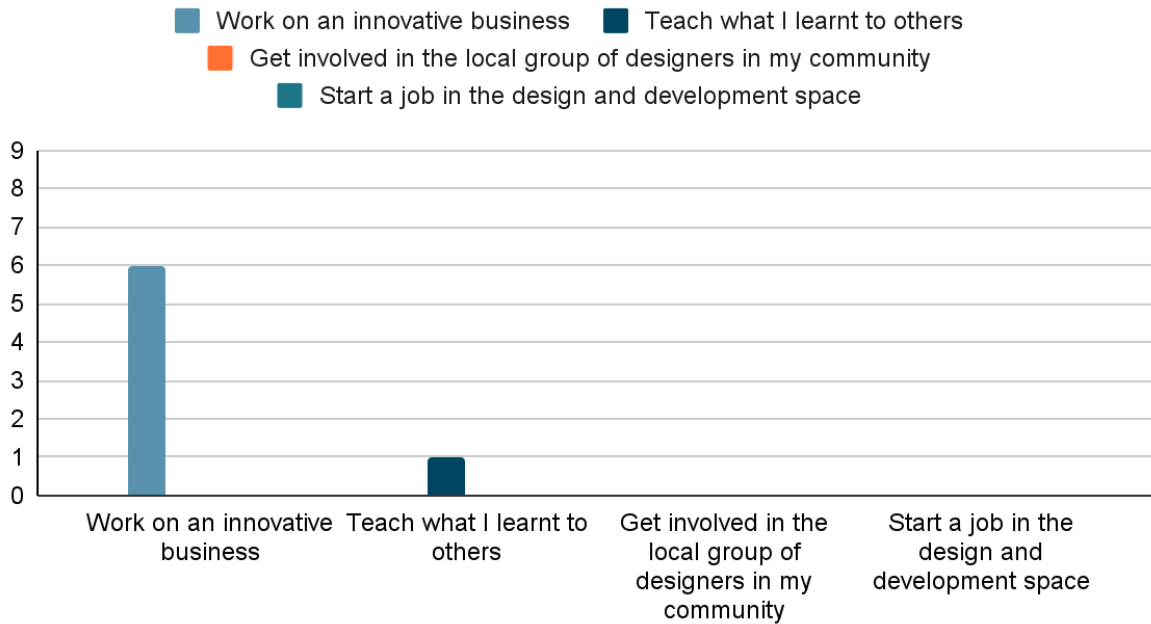 Work on an innovative business Teach what I learnt to others
Get involved in the local group of designers in my community
Start a job in the design and development space
9
8
7
6
5
4
3
2
1
0
Work on an innovative
business
Teach what I learnt to
others
Get involved in the
local group of
designers in my
community
Start a job in the
design and
development space